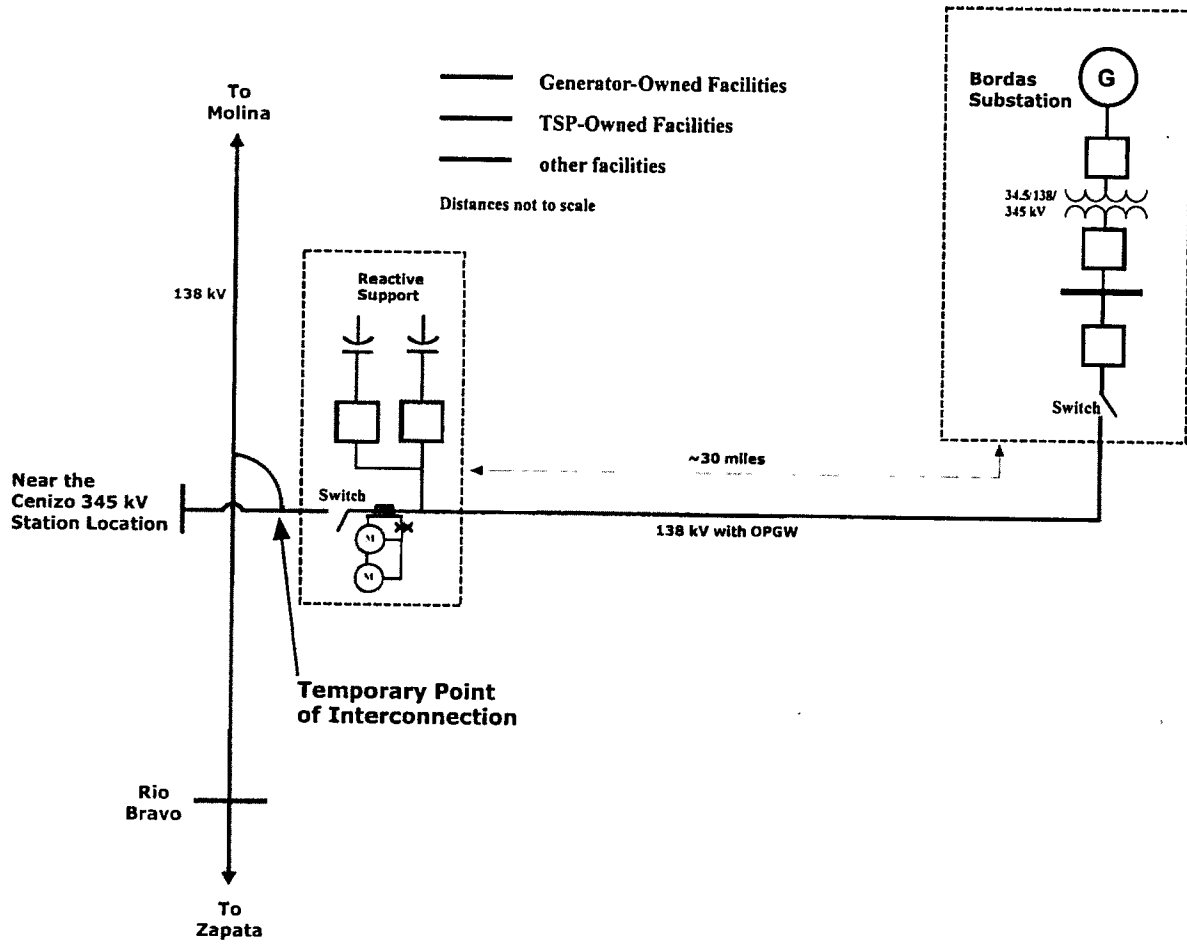 To
Molina
Generator-Owned Facilities
TSP-Owned Facilities
other facilities
Distances not to scale
Bordas
Substation
G
34.5/138/
345 kV
138 kV
Reactive
Support
Switch
~30 miles
Near the
Cenizo 345 kV
Station Location
Switch
M
M
138 kV with OPGW
Temporary Point
of Interconnection
Rio
Bravo
To
Zapata